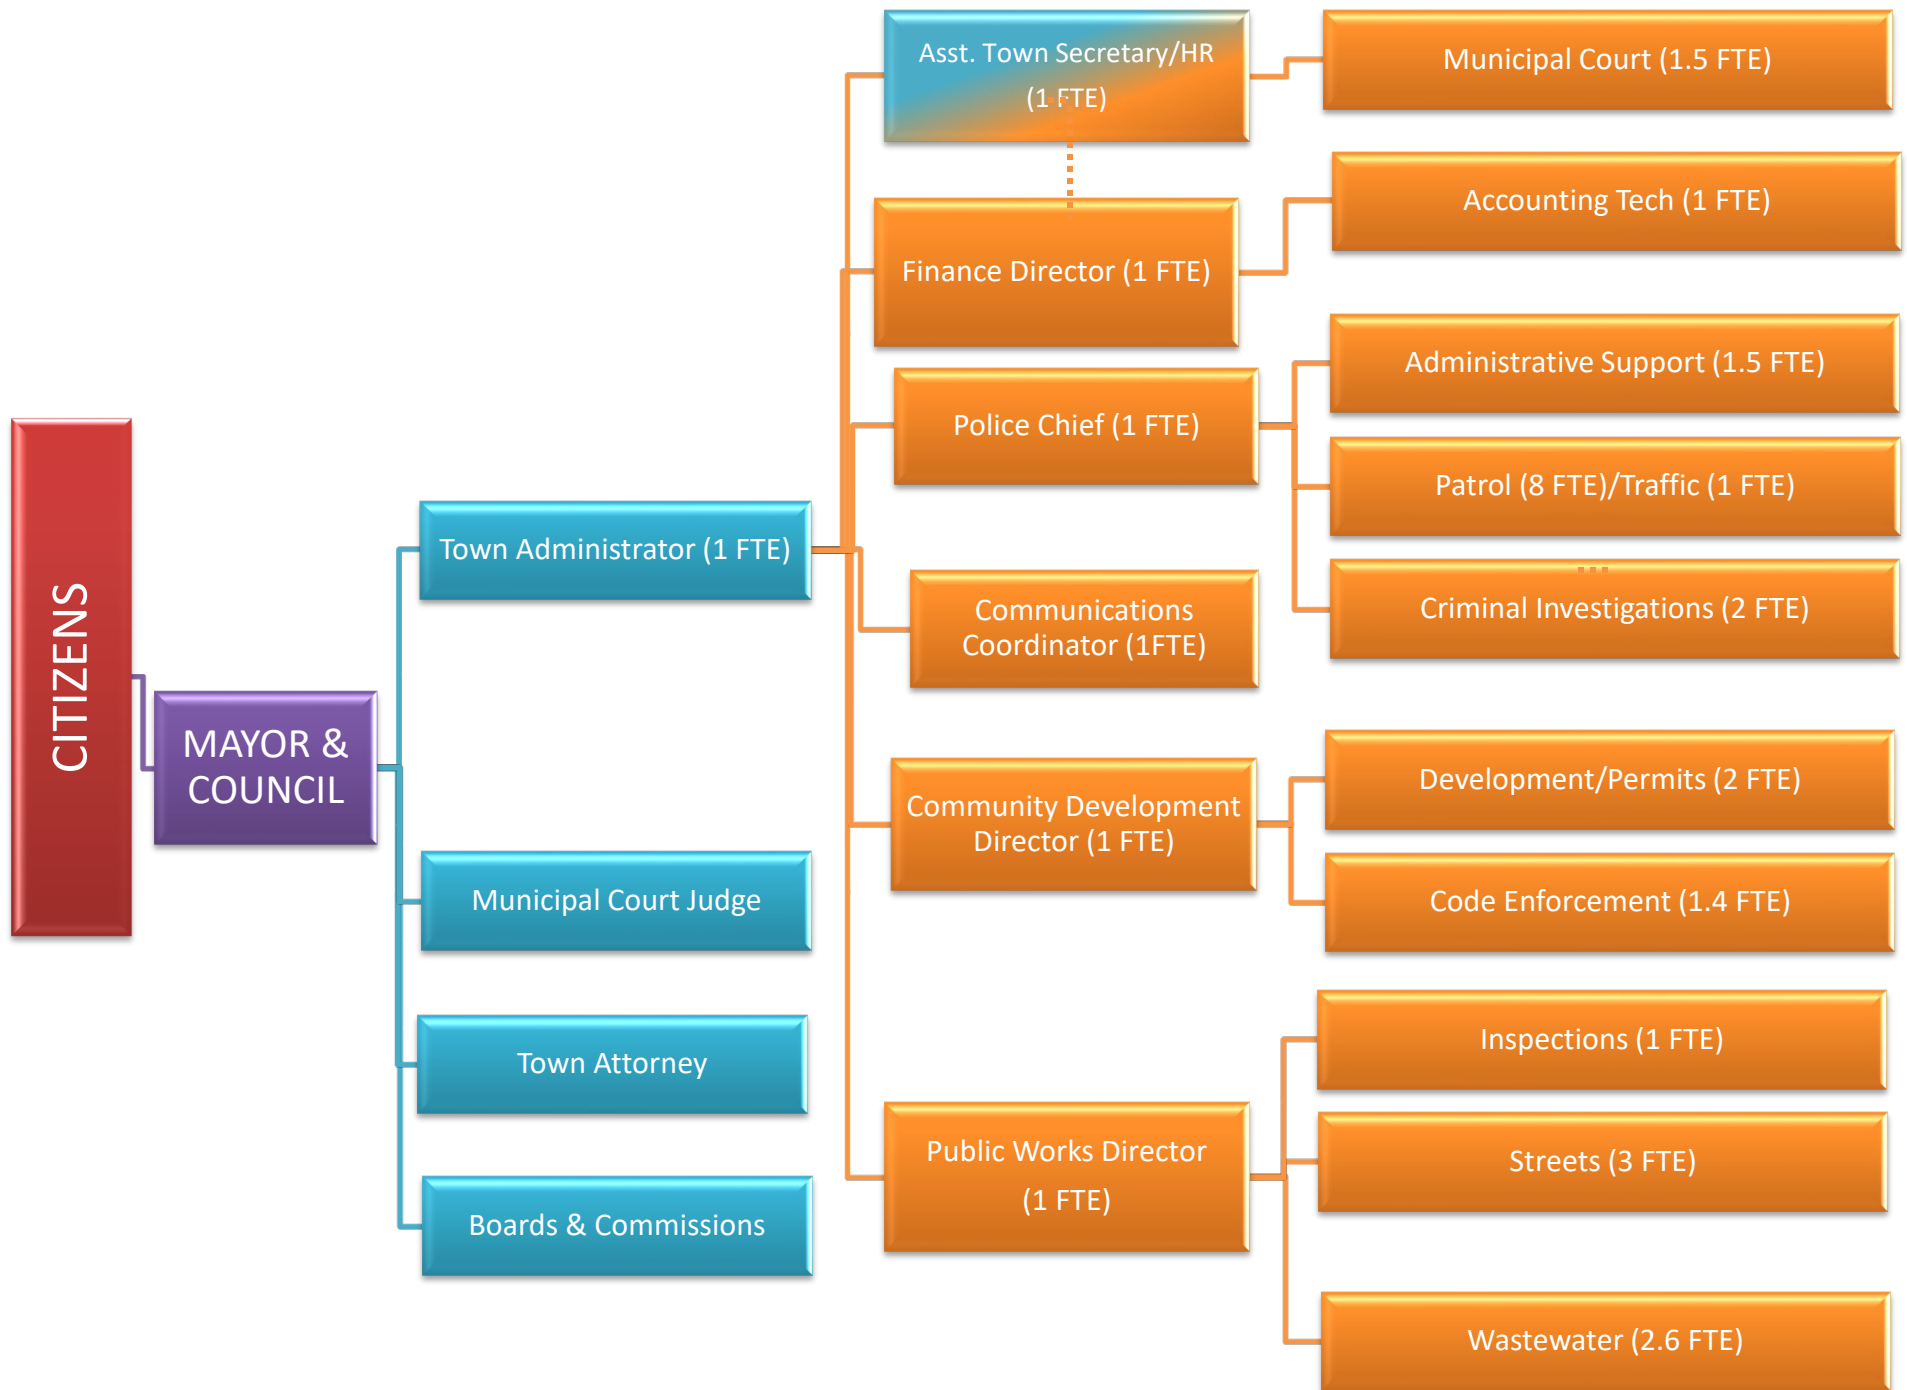 CITIZENS
MAYOR &
COUNCIL
Town Administrator (1 FTE)
Municipal Court Judge
Town Attorney
Boards & Commissions
Asst. Town Secretary/HR
(1 FTE)
Finance Director (1 FTE)
Police Chief (1 FTE)
Communications
Coordinator (1FTE)
Community Development
Director (1 FTE)
Public Works Director
(1 FTE)
Municipal Court (1.5 FTE)
Accounting Tech (1 FTE)
Administrative Support (1.5 FTE)
Patrol (8 FTE)/Traffic (1 FTE)
Criminal Investigations (2 FTE)
Development/Permits (2 FTE)
Code Enforcement (1.4 FTE)
Inspections (1 FTE)
Streets (3 FTE)
Wastewater (2.6 FTE)